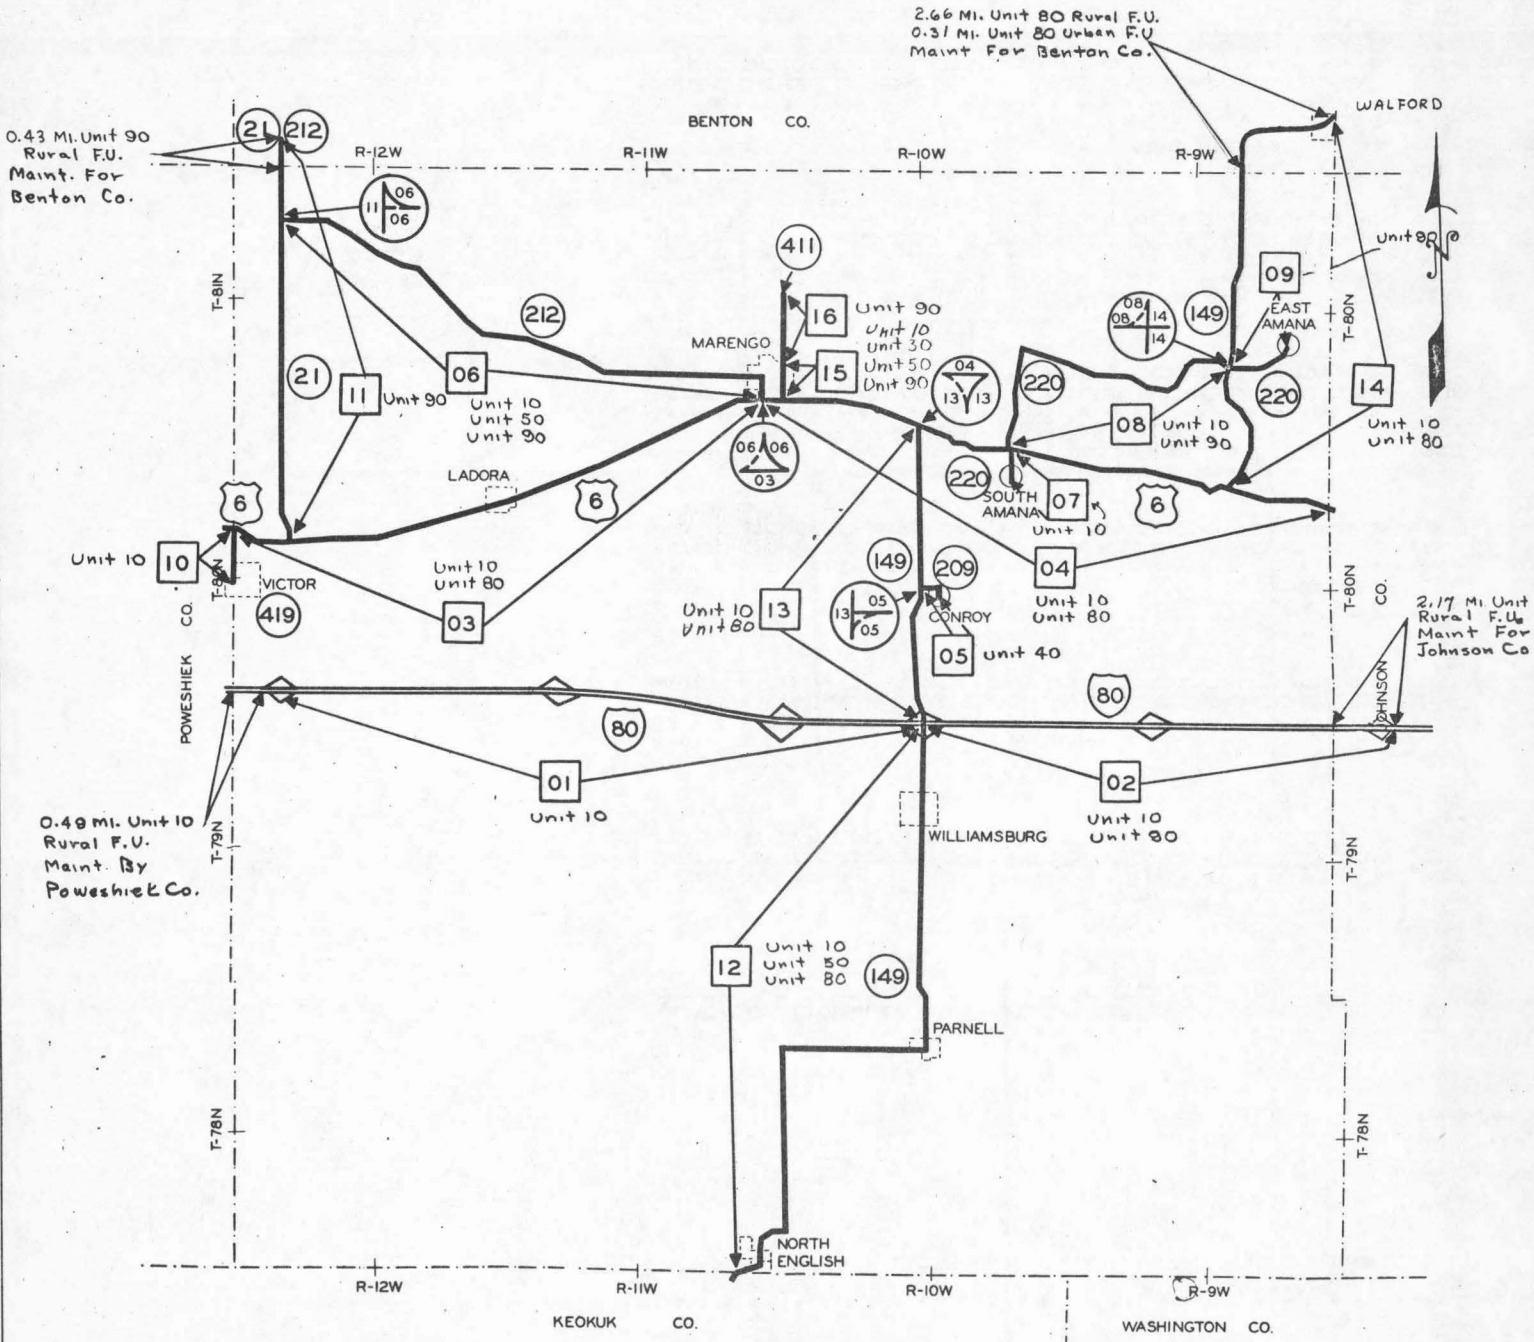 2.66 Mi. Unit 80 Rural F.U.
0.31 Mi. Unit 80 Urban F.U
Maint For Benton Co.
WALFORD
BENTON CO.
0.43 Mi. Unit 90
Rural F.U.
Maint. For
Benton Co.
21
212
R-12W
R-11W
R-10W
R-9W
11 06
06
411
Unit
09
T-81N
212
16
Unit 90
Unit 10
Unit 30
Unit 50
Unit 90
08
08 14
14
149
EAST
AMANA
T-80N
MARENGO
15
04
13 13
21
11
Unit 90
06
Unit 10
Unit 50
Unit 90
220
08
Unit 10
Unit 90
220
14
Unit 10
Unit 80
06 06
03
LADORA
6
6
220
SOUTH
AMANA
07
Unit 10
6
Unit 10
10
T-80N
VICTOR
419
Unit 10
Unit 80
03
Unit 10
Unit 80
13
149
209
13 05
05
CONROY
05
Unit 40
04
Unit 10
Unit 80
T-80N
CO.
2.17 Mi. Unit
Rural F.U.
Maint For
Johnson Co
POWESHIEK CO.
JOHNSON
80
80
01
Unit 10
02
Unit 10
Unit 80
0.49 Mi. Unit 10
Rural F.U.
Maint. By
Poweshiek Co.
T-79N
WILLIAMSBURG
T-79N
12
Unit 10
Unit 50
Unit 80
149
PARNELL
T-78N
T-78N
NORTH
ENGLISH
R-12W
R-11W
R-10W
R-9W
KEOKUK CO.
WASHINGTON CO.